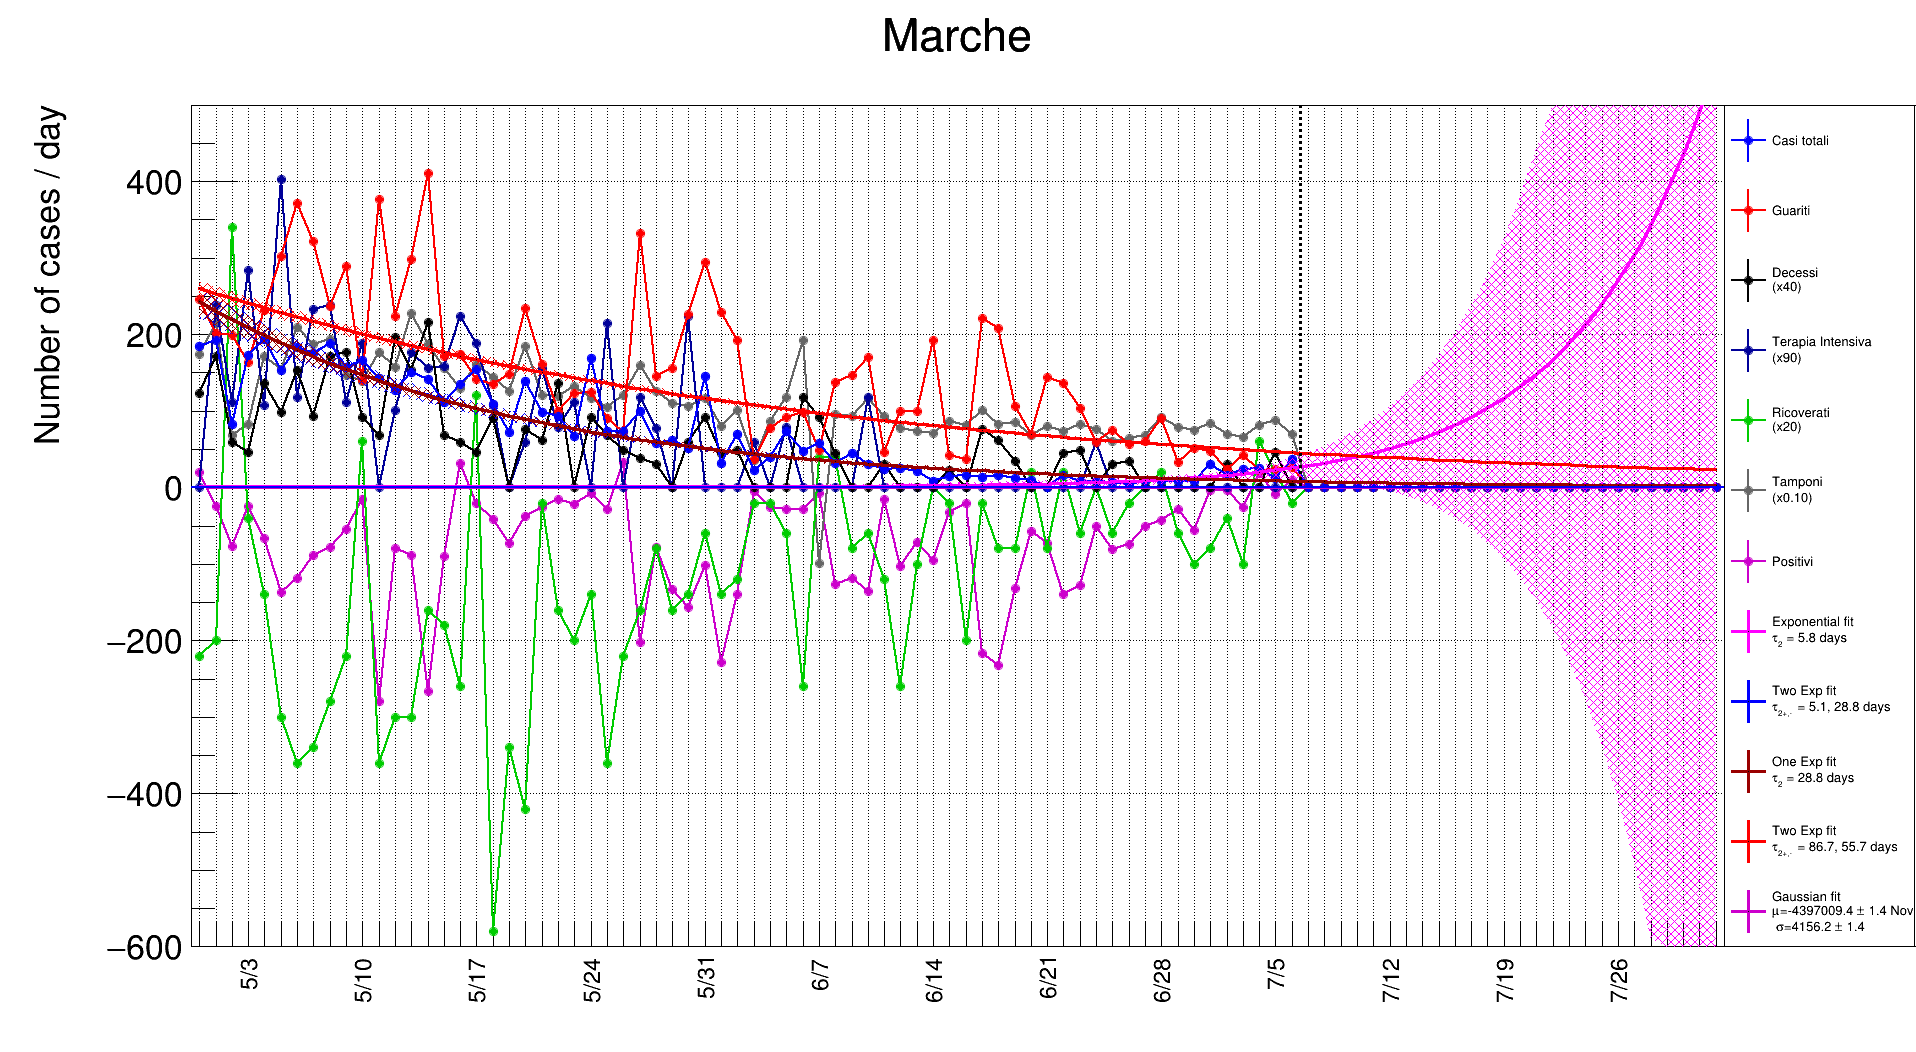 Marche
Number of cases / day
400
200
0
−200
−400
−600
5/3
5/10
5/17
5/24
5/31
6/7
6/14
6/21
6/28
7/5
7/12
7/19
7/26
Casi totali
Guariti
Decessi
(x40)
Terapia Intensiva
(x90)
Ricoverati
(x20)
Tamponi
(x0.10)
Positivi
Exponential fit
τ2 = 5.8 days
Two Exp fit
τ2+,- = 5.1, 28.8 days
One Exp fit
τ2 = 28.8 days
Two Exp fit
τ2+,- = 86.7, 55.7 days
Gaussian fit
μ=-4397009.4 ± 1.4 Nov
σ=4156.2 ± 1.4